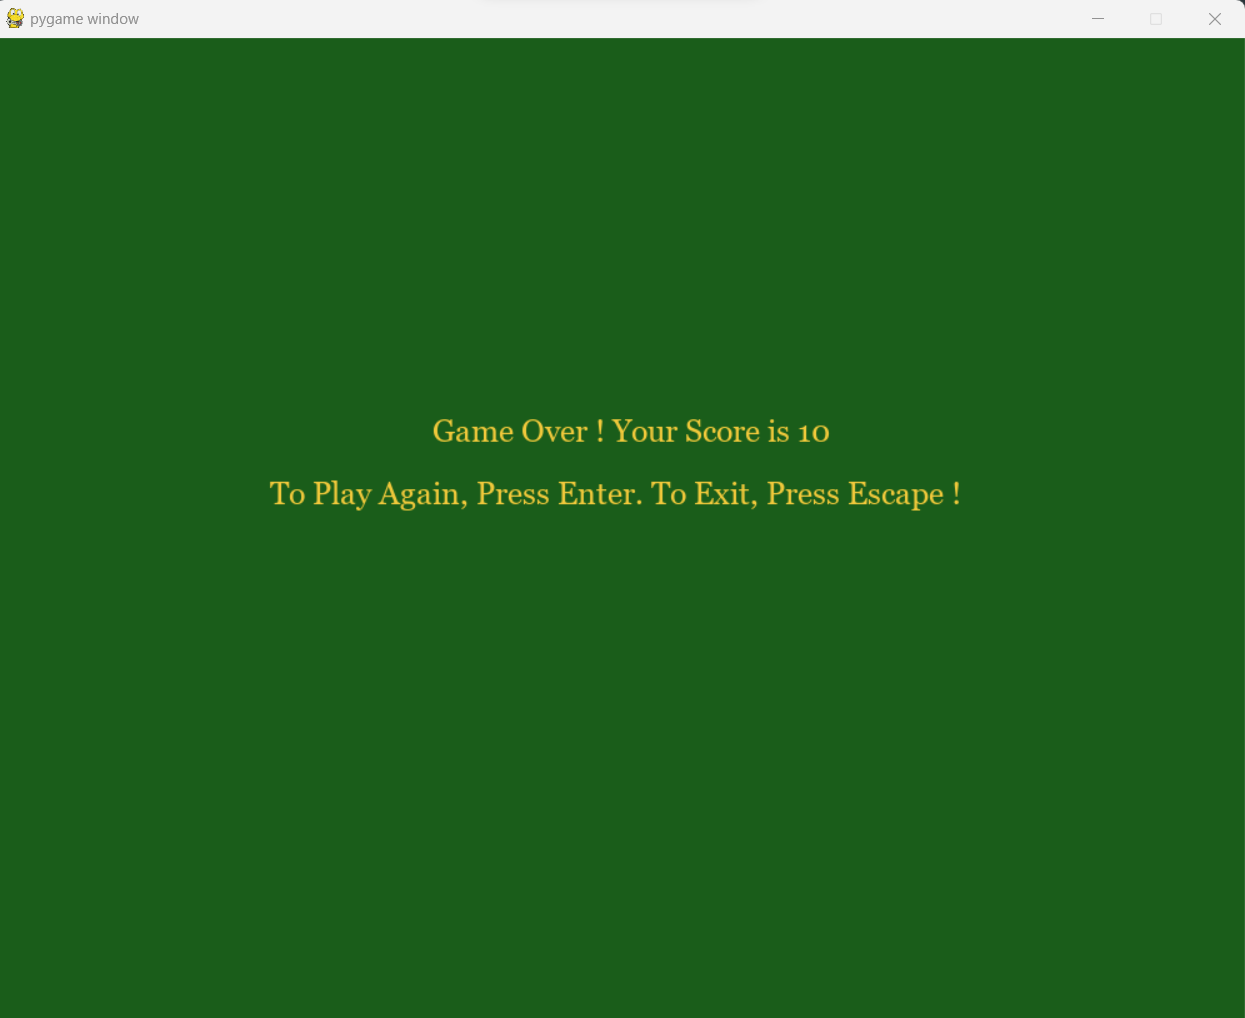 pygame window
Game Over ! Your Score is 10
To Play Again, Press Enter. To Exit, Press Escape !